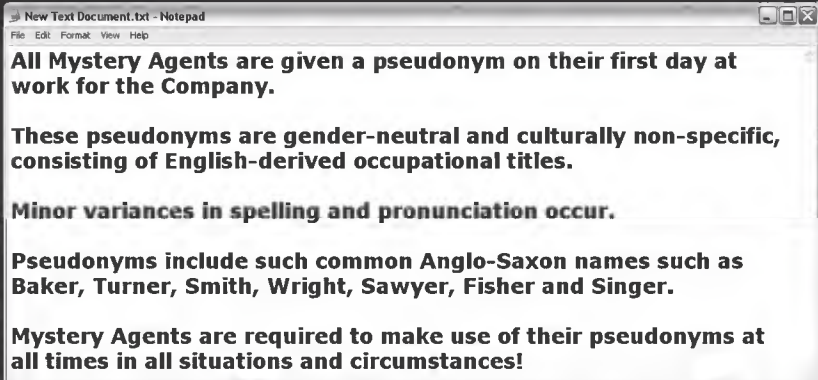 New Text Document.txt - Notepad
File Edit Format View Help
All Mystery Agents are given a pseudonym on their first day at
work for the Company.
These pseudonyms are gender-neutral and culturally non-specific,
consisting of English-derived occupational titles.
Minor variances in spelling and pronunciation occur.
Pseudonyms include such common Anglo-Saxon names such as
Baker, Turner, Smith, Wright, Sawyer, Fisher and Singer.
Mystery Agents are required to make use of their pseudonyms at
all times in all situations and circumstances!